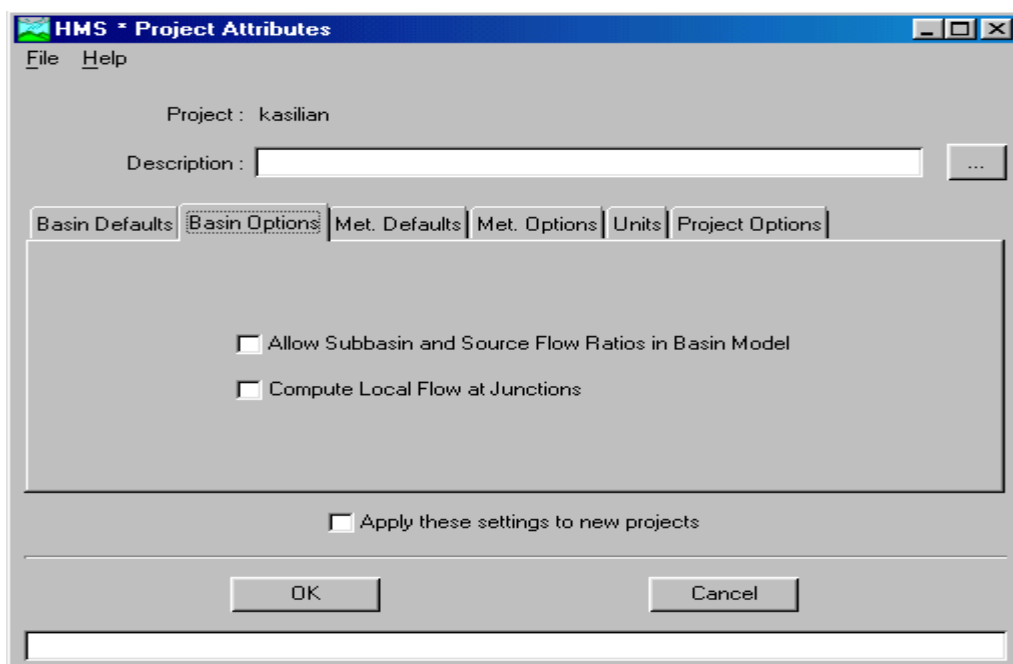 HMS * Project Attributes
File Help
Project : kasilian
Description :
...
Basin Defaults Basin Options Met. Defaults Met. Options Units Project Options
Allow Subbasin and Source Flow Ratios in Basin Model
Compute Local Flow at Junctions
Apply these settings to new projects
OK Cancel